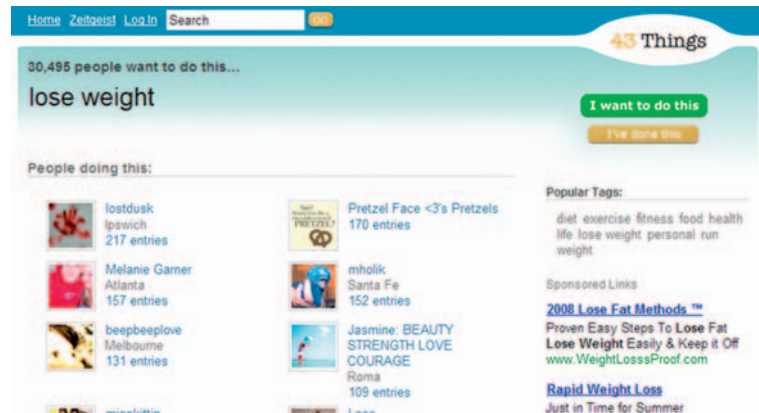 Home Zeitgeist Log In Search GO
43 Things
30,495 people want to do this...
lose weight
I want to do this
I've done this
People doing this:
lostdusk
Ipswich
217 entries
Pretzel Face <3's Pretzels
170 entries
PRETZEL
Melanie Garner
Atlanta
157 entries
mholik
Santa Fe
152 entries
beepbeeplove
Melbourne
131 entries
Jasmine: BEAUTY
STRENGTH LOVE
COURAGE
Roma
109 entries
Popular Tags:
diet exercise fitness food health
life lose weight personal run
weight
Sponsored Links
2008 Lose Fat Methods ™
Proven Easy Steps To Lose Fat
Lose Weight Easily & Keep it Off
www.WeightLosssProof.com
Rapid Weight Loss
Just in Time for Summer